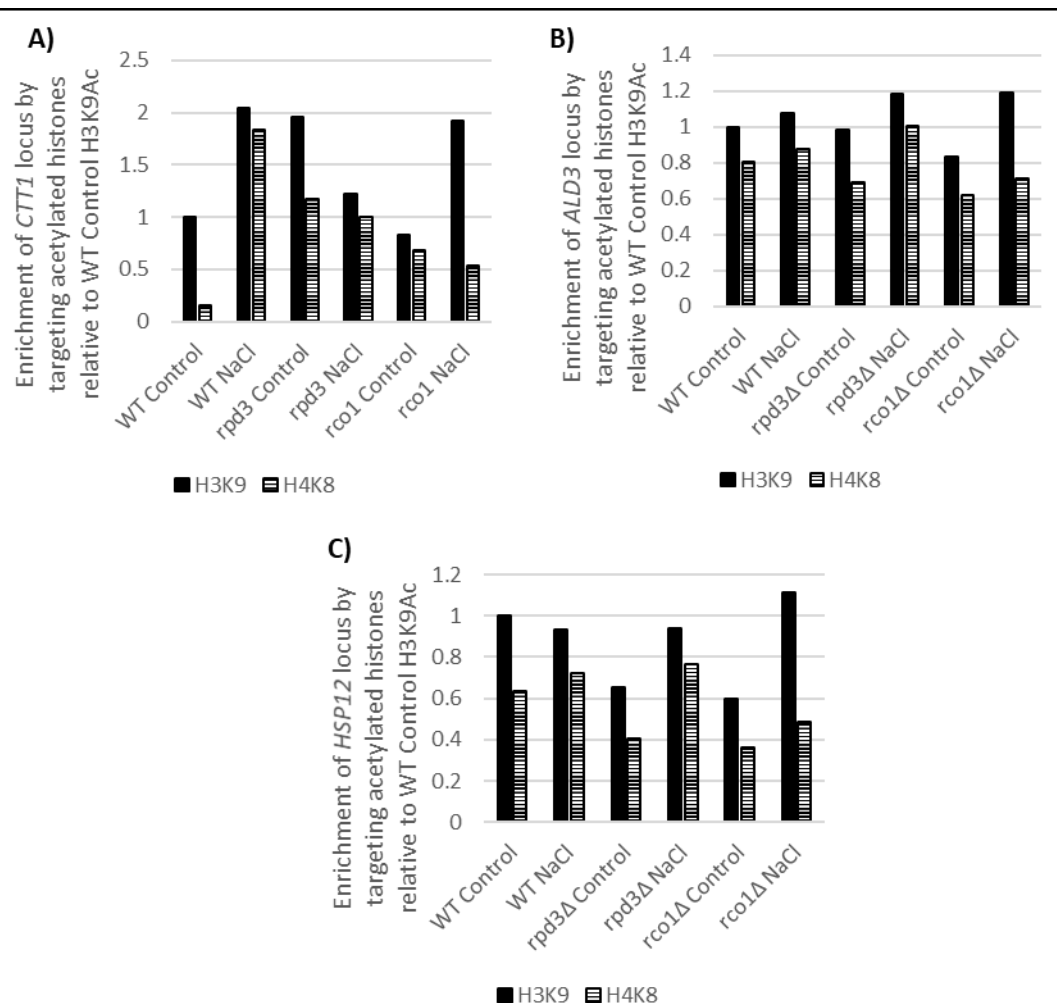 A)
Enrichment of CTT1 locus by
targeting acetylated histones
relative to WT Control H3K9Ac
2.5
2
1.5
1
0.5
0
WT Control
WT NaCl
rpd3 Control
rpd3 NaCl
rco1 Control
rco1 NaCl
H3K9 H4K8
B)
Enrichment of ALD3 locus by
targeting acetylated histones
relative to WT Control H3K9Ac
1.4
1.2
1
0.8
0.6
0.4
0.2
0
WT Control
WT NaCl
rpd3Δ Control
rpd3Δ NaCl
rco1Δ Control
rco1Δ NaCl
H3K9 H4K8
C)
Enrichment of HSP12 locus by
targeting acetylated histones
relative to WT Control H3K9Ac
1.2
1
0.8
0.6
0.4
0.2
0
WT Control
WT NaCl
rpd3Δ Control
rpd3Δ NaCl
rco1Δ Control
rco1Δ NaCl
H3K9 H4K8